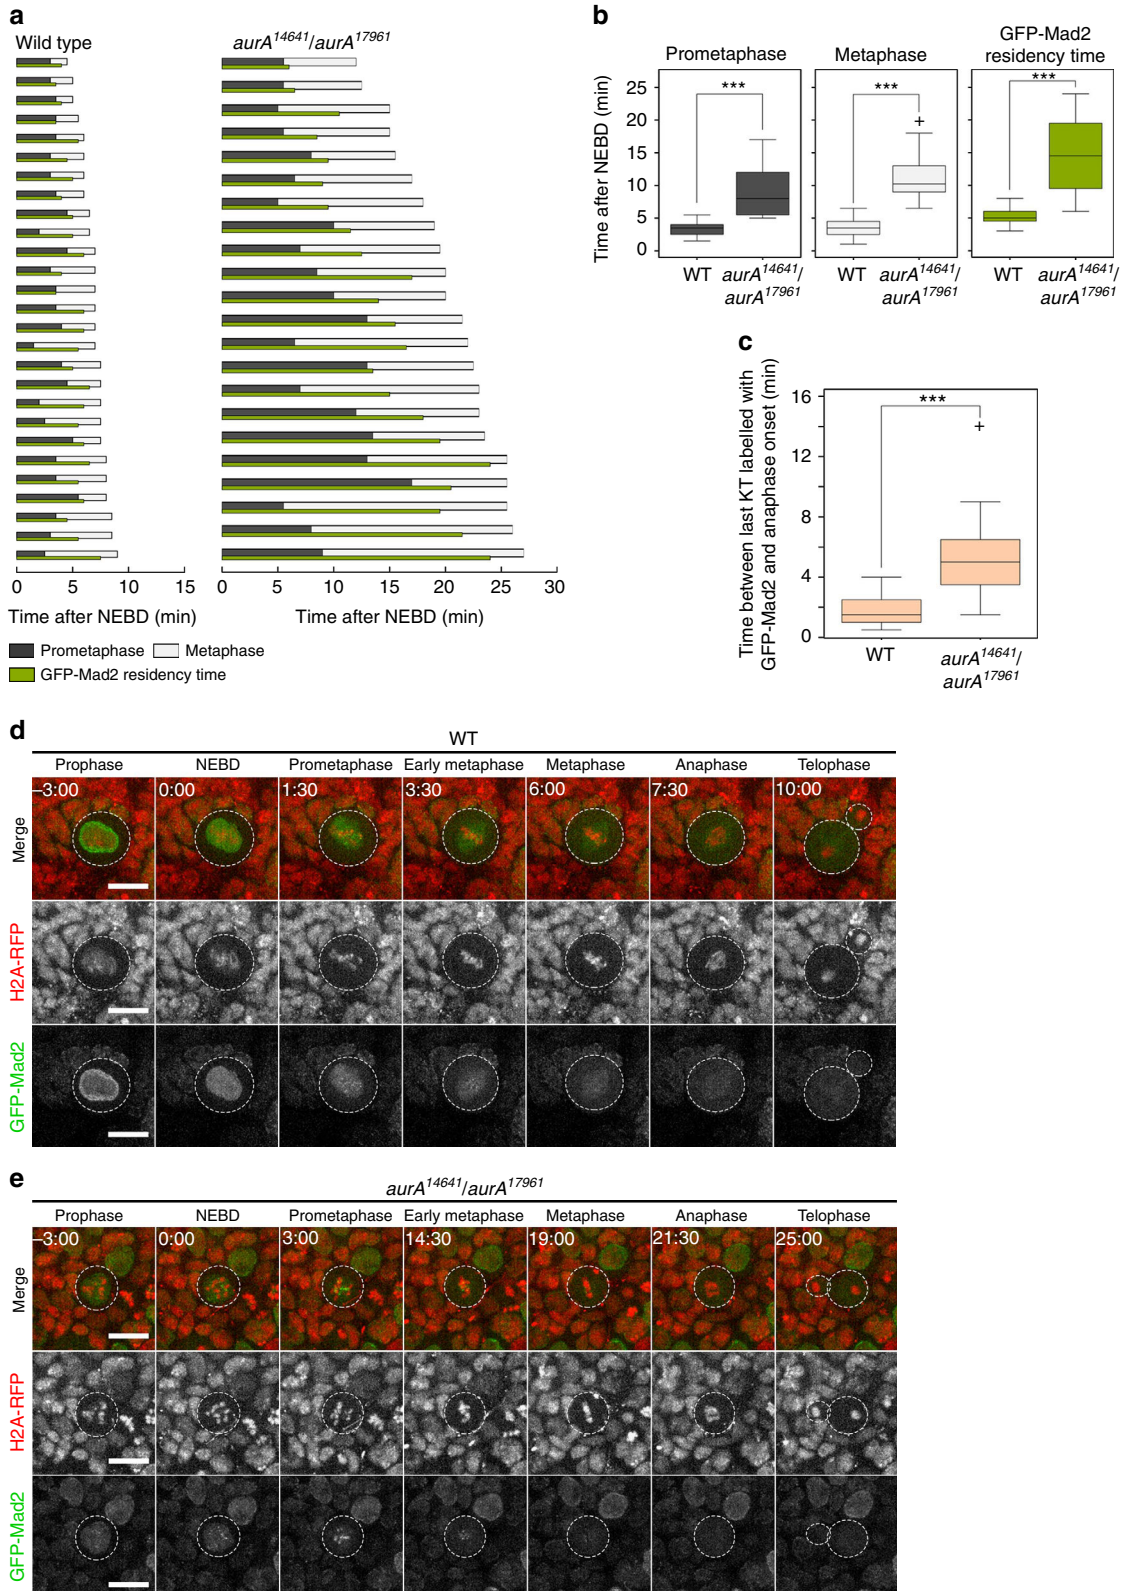 a
Wild type
aurA14641/aurA17961
0 5 10 15
0 5 10 15 20 25 30
Time after NEBD (min)
Time after NEBD (min)
Prometaphase
Metaphase
GFP-Mad2 residency time
b
Prometaphase
Metaphase
GFP-Mad2
residency time
Time after NEBD (min)
25
20
15
10
5
0
***
***
***
+
WT
aurA14641/
aurA17961
WT
aurA14641/
aurA17961
WT
aurA14641/
aurA17961
c
Time between last KT labelled with
GFP-Mad2 and anaphase onset (min)
16
12
8
4
0
***
+
WT
aurA14641/
aurA17961
d
WT
Prophase NEBD Prometaphase Early metaphase Metaphase Anaphase Telophase
Merge
–3:00 0:00 1:30 3:30 6:00 7:30 10:00
H2A-RFP
GFP-Mad2
e
aurA14641/aurA17961
Prophase NEBD Prometaphase Early metaphase Metaphase Anaphase Telophase
Merge
–3:00 0:00 3:00 14:30 19:00 21:30 25:00
H2A-RFP
GFP-Mad2